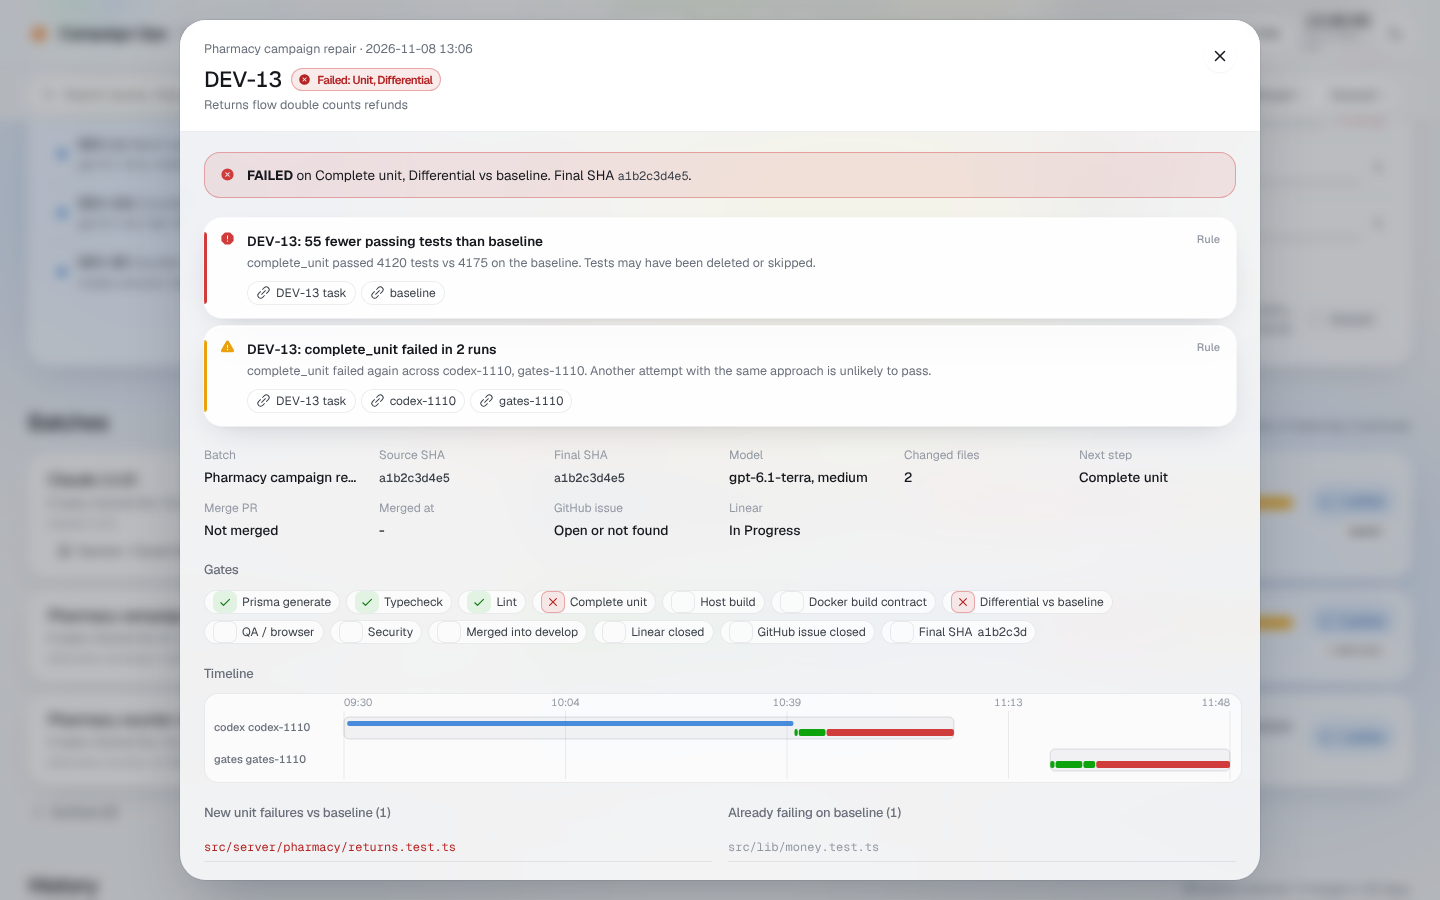 Pharmacy campaign repair · 2026-11-08 13:06
DEV-13 Failed: Unit, Differential
Returns flow double counts refunds
FAILED on Complete unit, Differential vs baseline. Final SHA a1b2c3d4e5.
DEV-13: 55 fewer passing tests than baseline Rule
complete_unit passed 4120 tests vs 4175 on the baseline. Tests may have been deleted or skipped.
DEV-13 task baseline
DEV-13: complete_unit failed in 2 runs Rule
complete_unit failed again across codex-1110, gates-1110. Another attempt with the same approach is unlikely to pass.
DEV-13 task codex-1110 gates-1110
Batch Source SHA Final SHA Model Changed files Next step
Pharmacy campaign re... a1b2c3d4e5 a1b2c3d4e5 gpt-6.1-terra, medium 2 Complete unit
Merge PR Merged at GitHub issue Linear
Not merged - Open or not found In Progress
Gates
Prisma generate Typecheck Lint Complete unit Host build Docker build contract Differential vs baseline
QA / browser Security Merged into develop Linear closed GitHub issue closed Final SHA a1b2c3d
Timeline
09:30 10:04 10:39 11:13 11:48
codex codex-1110
gates gates-1110
New unit failures vs baseline (1) Already failing on baseline (1)
src/server/pharmacy/returns.test.ts src/lib/money.test.ts
Batches
History